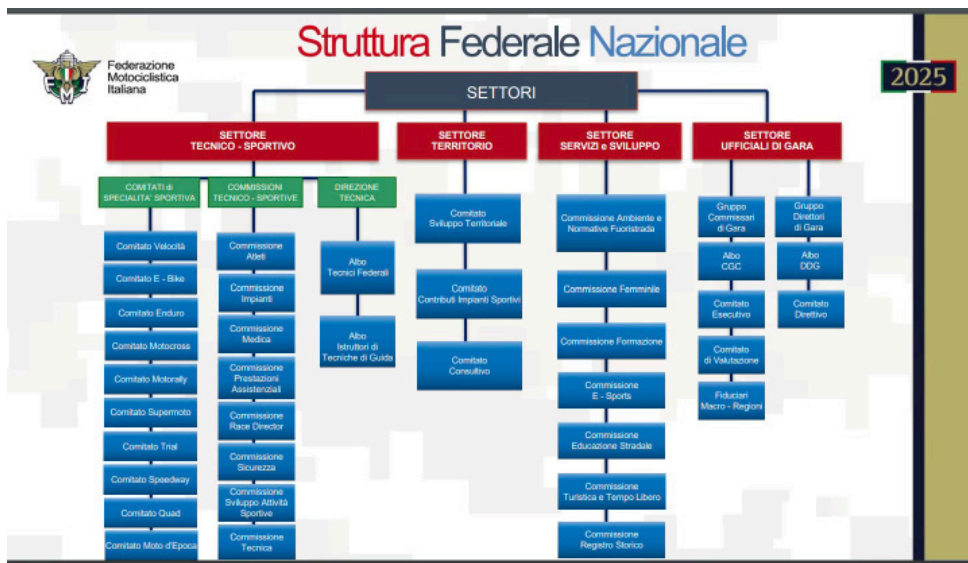 Struttura Federale Nazionale
Federazione
Motociclistica
Italiana
FMI
2025
SETTORI
SETTORE
TECNICO - SPORTIVO
SETTORE
TERRITORIO
SETTORE
SERVIZI e SVILUPPO
SETTORE
UFFICIALI DI GARA
COMITATI di
SPECIALITA' SPORTIVA
COMMISSIONI
TECNICO - SPORTIVE
DIREZIONE
TECNICA
Comitato Velocità
Comitato E - Bike
Comitato Enduro
Comitato Motocross
Comitato Motorally
Comitato Supermoto
Comitato Trial
Comitato Speedway
Comitato Quad
Comitato Moto d'Epoca
Commissione
Atleti
Commissione
Impianti
Commissione
Medica
Commissione
Prestazioni
Assistenziali
Commissione
Race Director
Commissione
Sicurezza
Commissione
Sviluppo Attività
Sportive
Commissione
Tecnica
Albo
Tecnici Federali
Albo
Istruttori di
Tecniche di Guida
Comitato
Sviluppo Territoriale
Comitato
Contributi Impianti Sportivi
Comitato
Consultivo
Commissione Ambiente e
Normative Fuoristrada
Commissione Femminile
Commissione Formazione
Commissione
E - Sports
Commissione
Educazione Stradale
Commissione
Turistica e Tempo Libero
Commissione
Registro Storico
Gruppo
Commissari
di Gara
Albo
CGC
Comitato
Esecutivo
Comitato
di Valutazione
Fiduciari
Macro - Regioni
Gruppo
Direttori
di Gara
Albo
DDG
Comitato
Direttivo